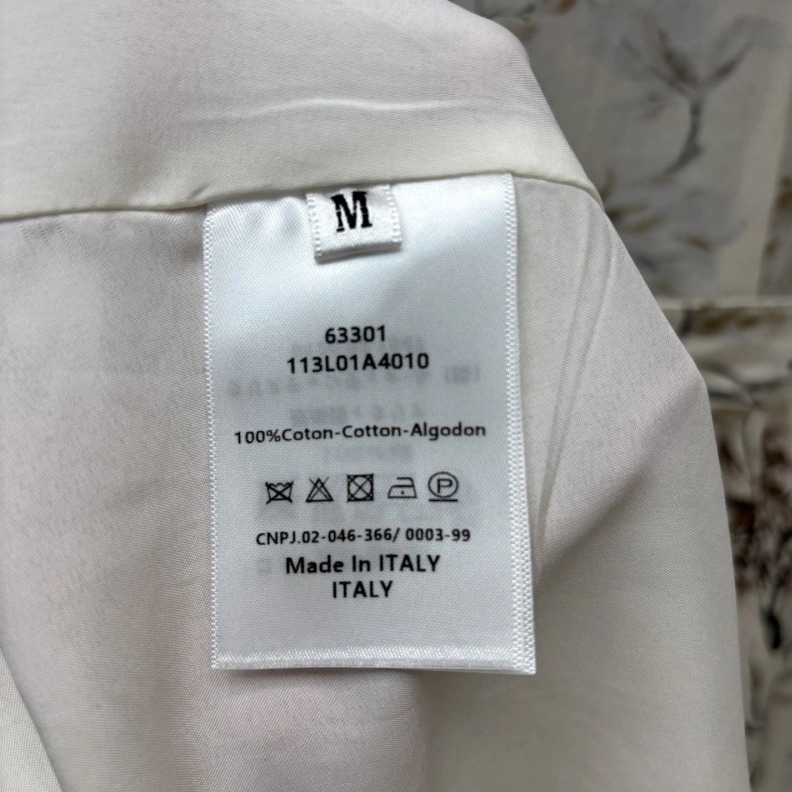 M
63301
113L01A4010
100%Coton-Cotton-Algodon
CNPJ.02-046-366/ 0003-99
Made In ITALY
ITALY